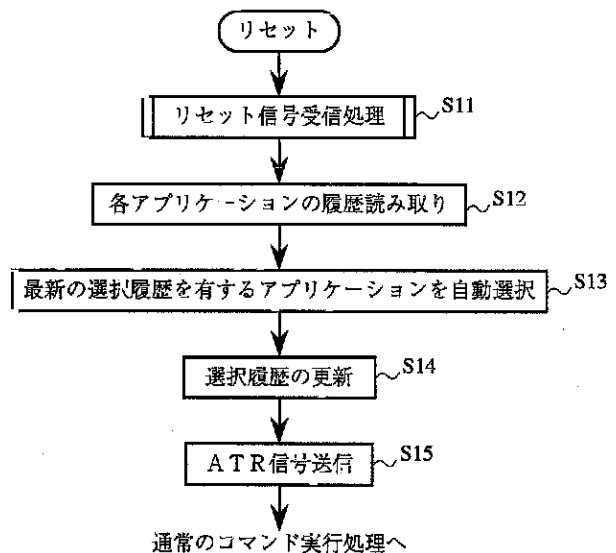 リセット
リセット信号受信処理
S11
各アプリケーションの履歴読み取り
S12
最新の選択履歴を有するアプリケーションを自動選択
S13
選択履歴の更新
S14
ATR信号送信
S15
通常のコマンド実行処理へ